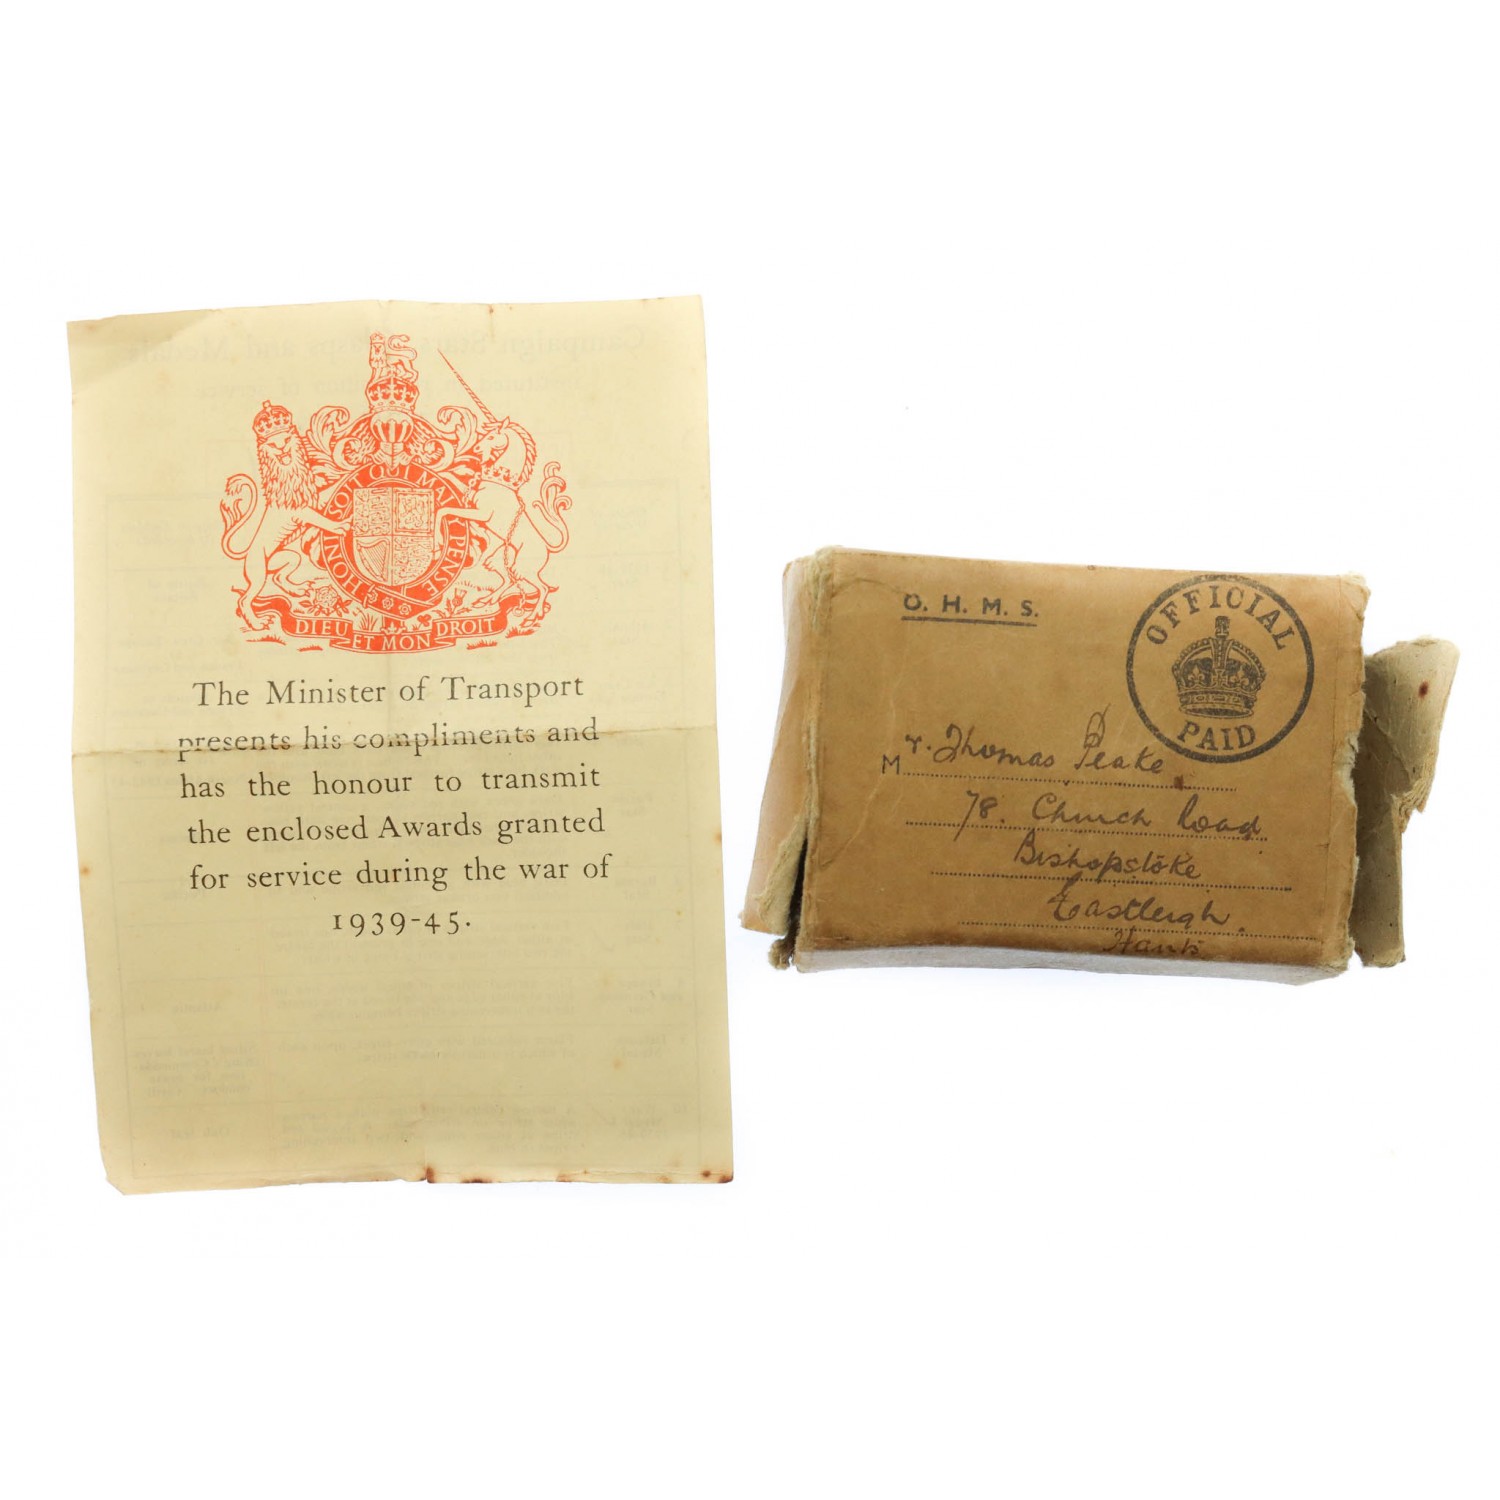 HONI SOIT QUI MAL Y PENSE
DIEU ET MON DROIT
The Minister of Transport
presents his compliments and
has the honour to transmit
the enclosed Awards granted
for service during the war of
1939-45.
O. H. M. S.
OFFICIAL
PAID
Mr. Thomas Peake
78. Church Road
Bishopstoke
Eastleigh.
Hants